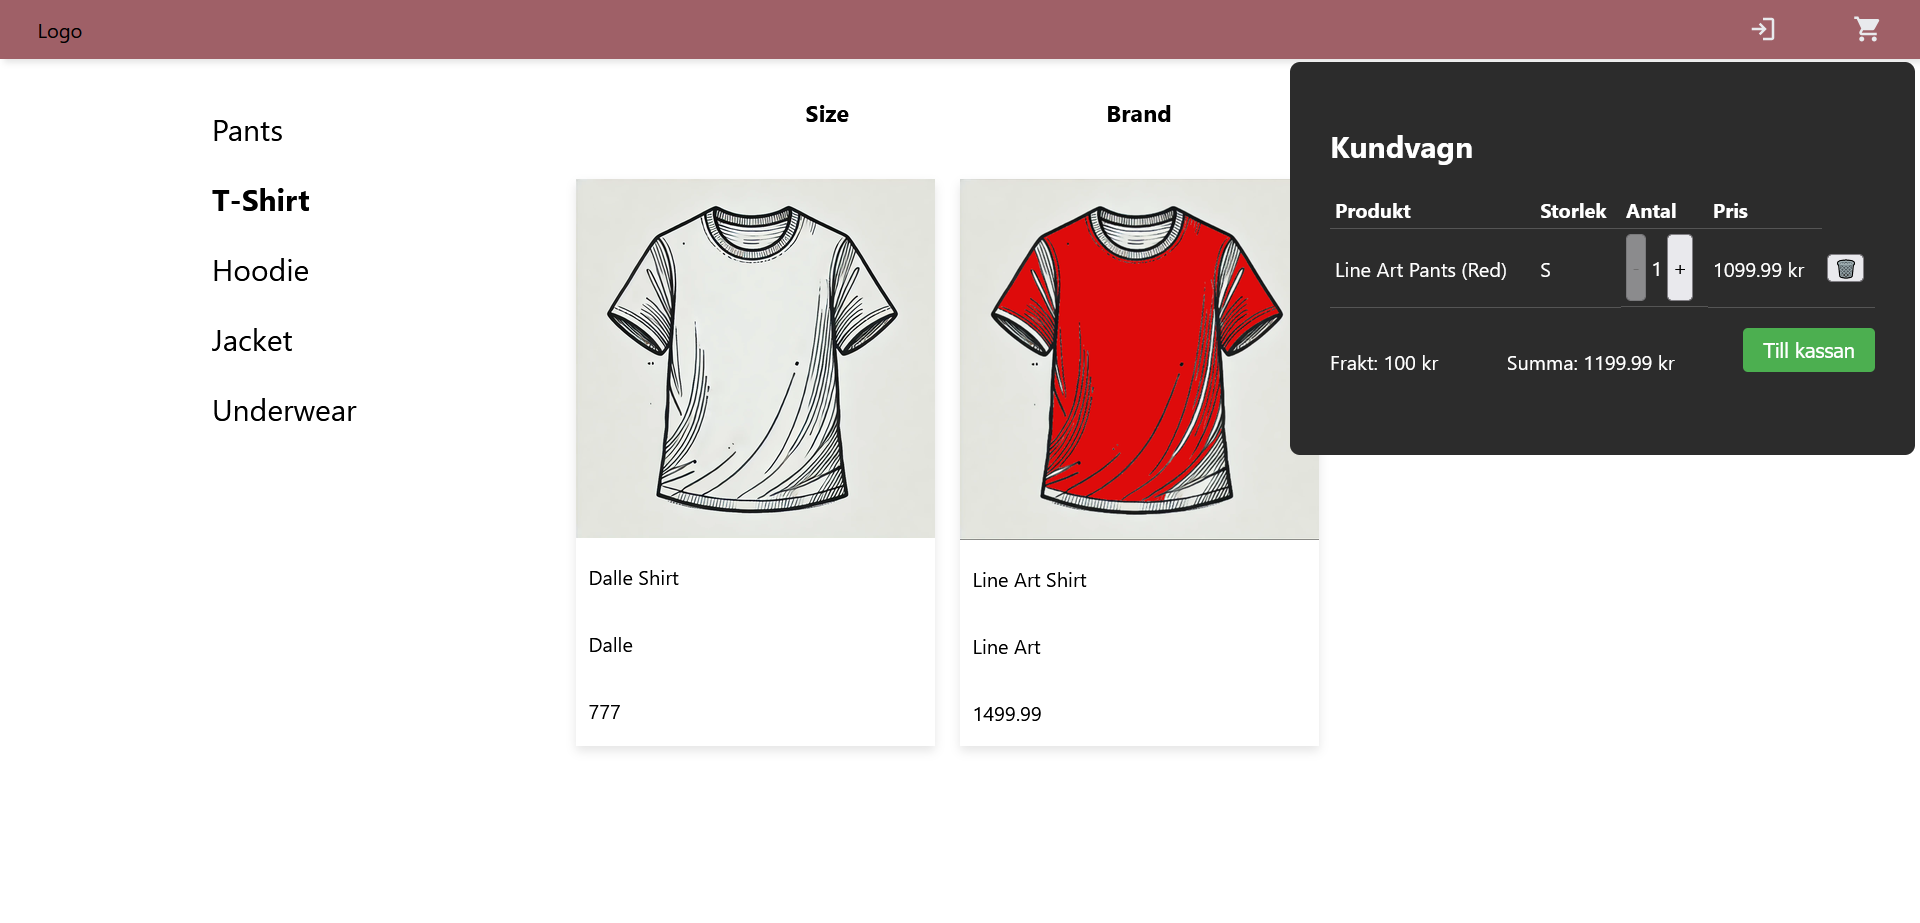 Logo
Pants
T-Shirt
Hoodie
Jacket
Underwear
Size
Brand
Dalle Shirt
Dalle
777
Line Art Shirt
Line Art
1499.99
Kundvagn
Produkt Storlek Antal Pris
Line Art Pants (Red) S - 1 + 1099.99 kr
Frakt: 100 kr Summa: 1199.99 kr Till kassan